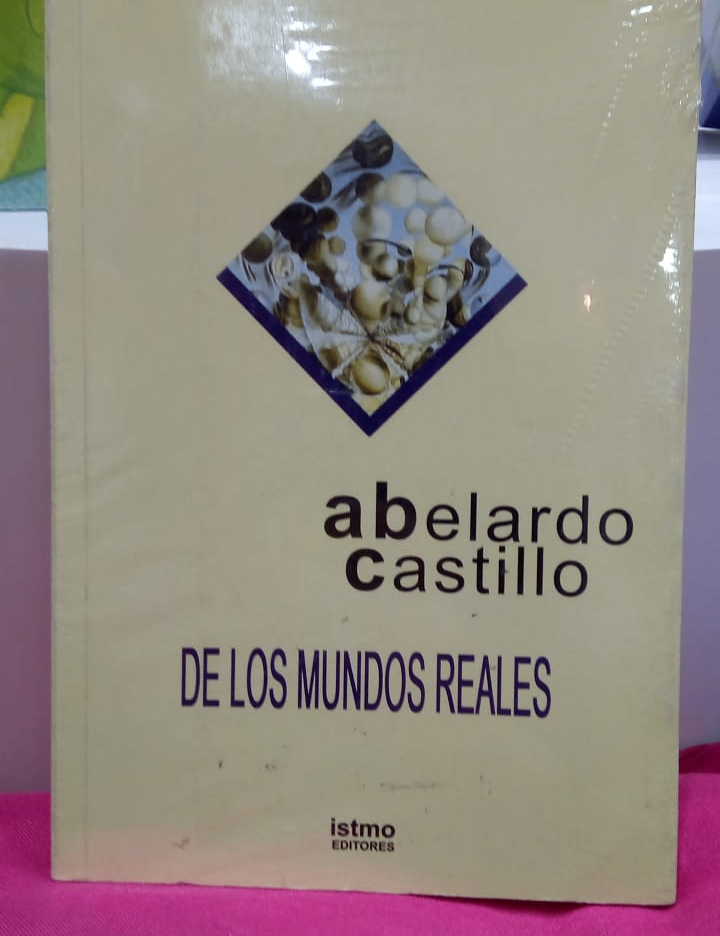 abelardo
castillo
DE LOS MUNDOS REALES
istmo
EDITORES